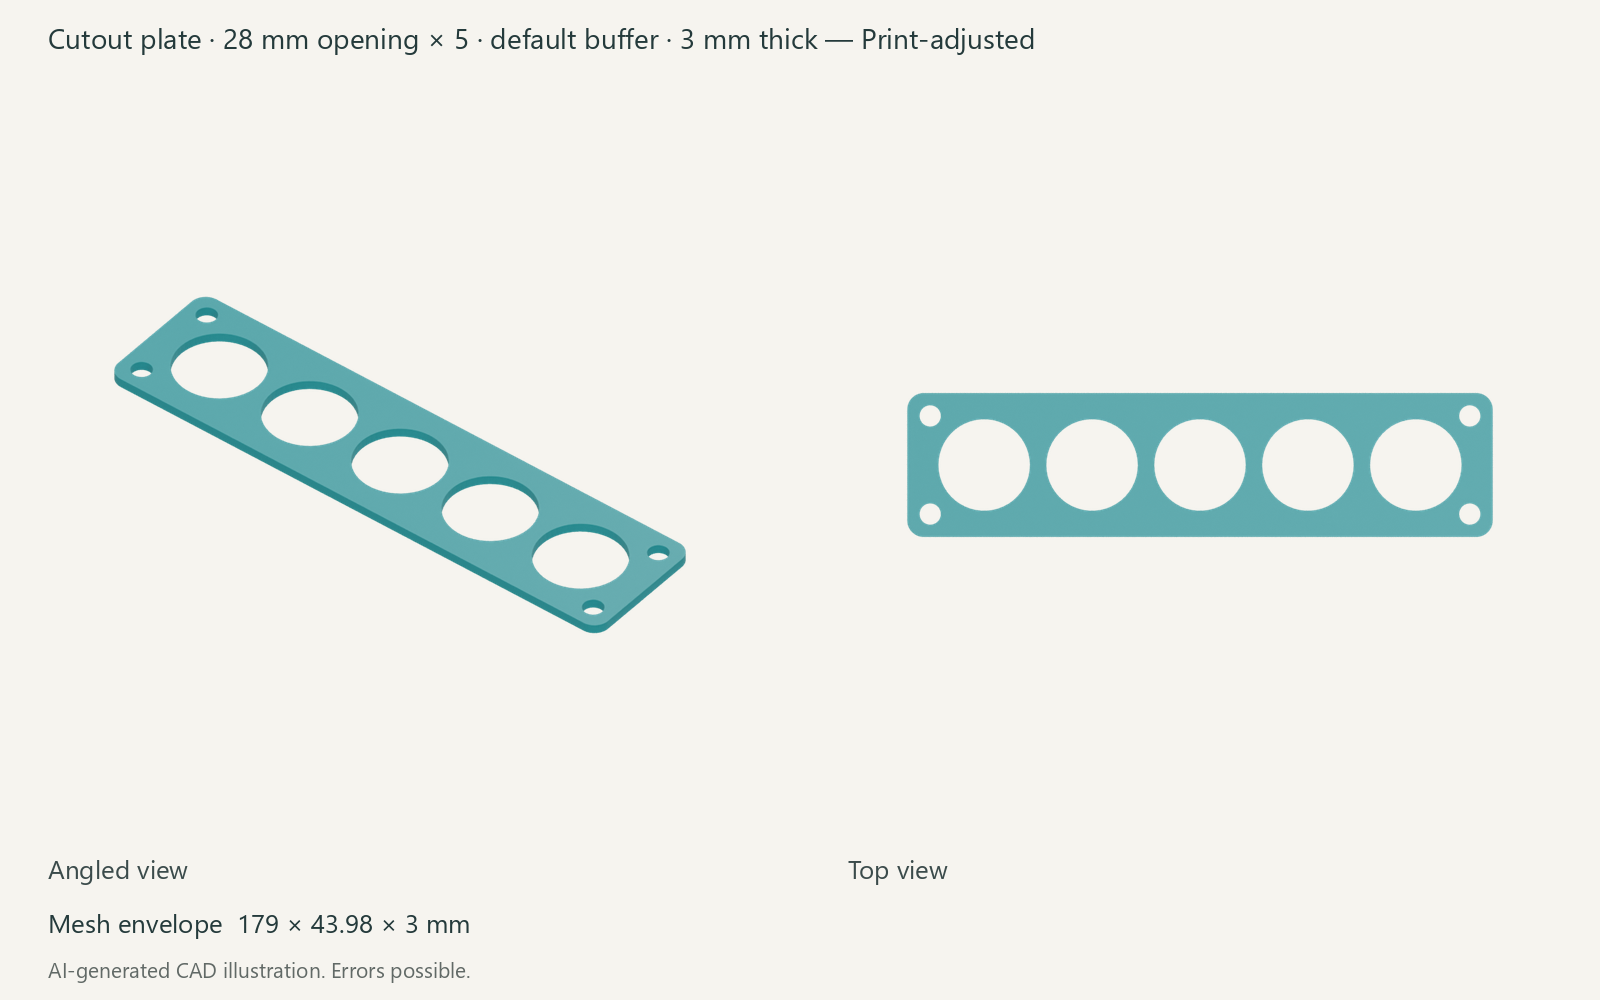 Cutout plate · 28 mm opening × 5 · default buffer · 3 mm thick — Print-adjusted
Angled view
Top view
Mesh envelope 179 × 43.98 × 3 mm
AI-generated CAD illustration. Errors possible.